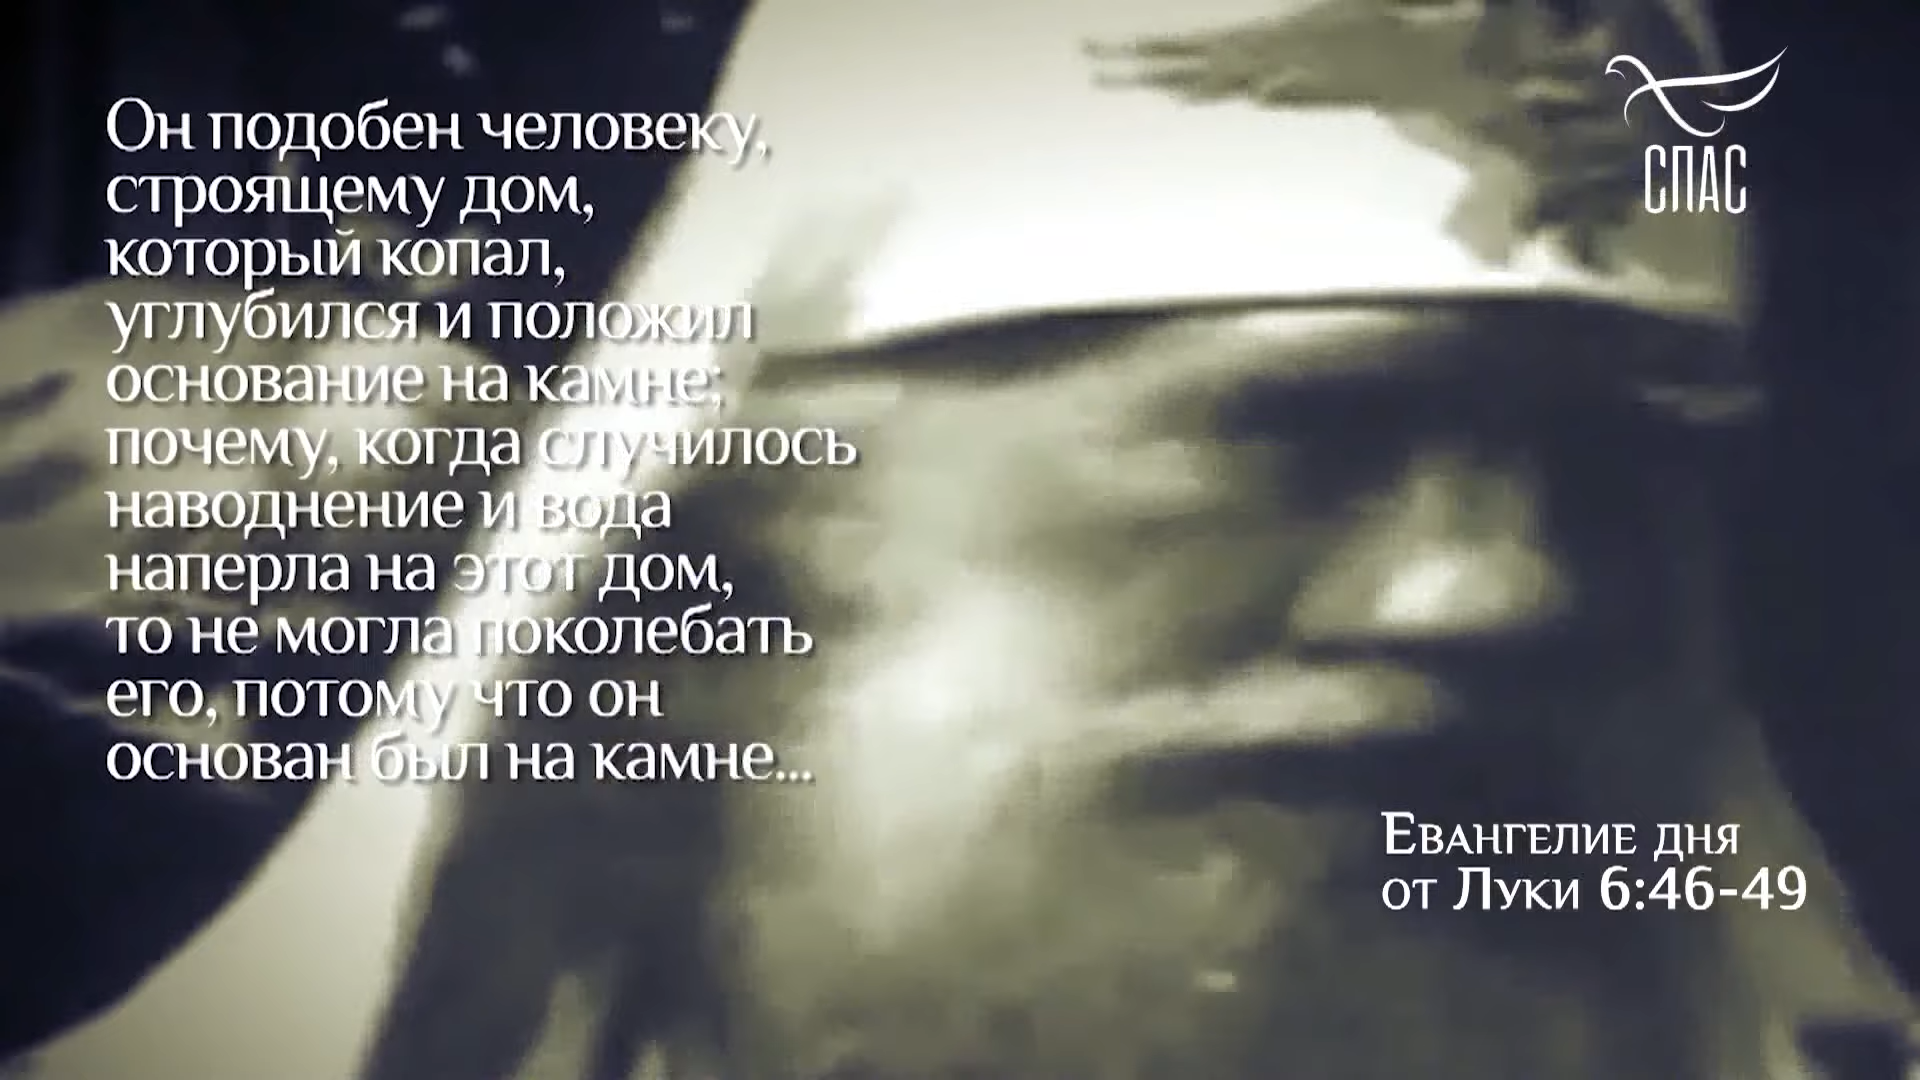 Он подобен человеку,
строящему дом,
который копал,
углубился и положил
основание на камне;
почему, когда случилось
наводнение и вода
наперла на этот дом,
то не могла поколебать
его, потому что он
основан был на камне...
СПАС
Евангелие дня
от Луки 6:46-49